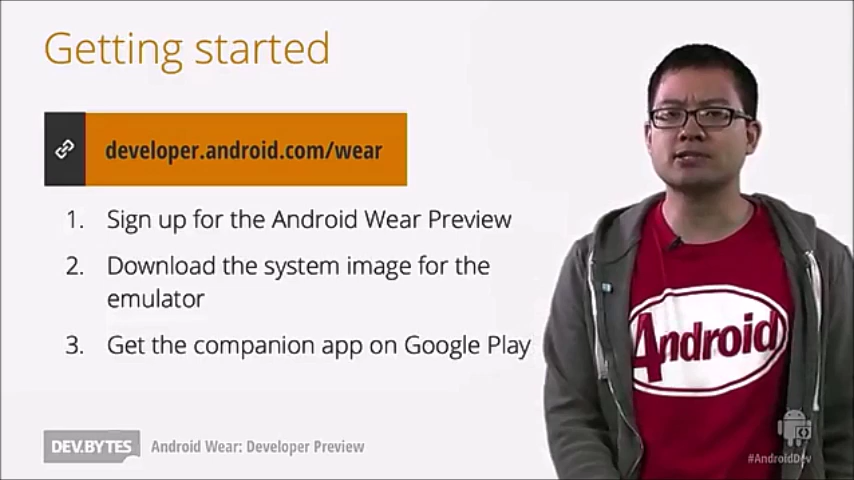 Getting started
developer.android.com/wear
1. Sign up for the Android Wear Preview
2. Download the system image for the
emulator
3. Get the companion app on Google Play
Android
DEV.BYTES Android Wear: Developer Preview
#AndroidDev